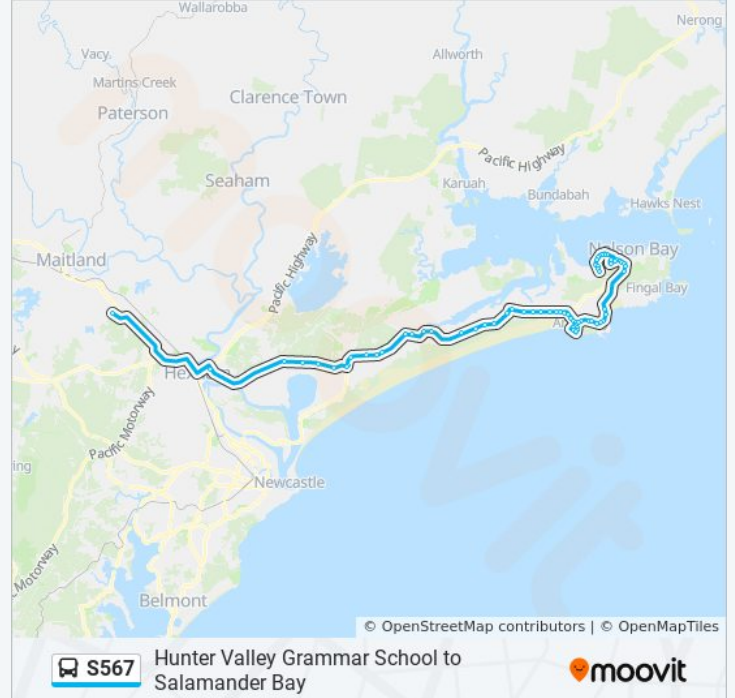 Wallarobba
Nerong
Vacy.
Allworth
Martins Creek
Clarence Town
Paterson
Pacific Highway
Seaham
Karuah
Bundabah
Hawks Nest
Maitland
Pacific Highway
Nelson Bay
Fingal Bay
Pacific Motorway
ing
Newcastle
Motorway
Belmont
© OpenStreetMap contributors | © OpenMapTiles
S567
Hunter Valley Grammar School to
Salamander Bay
moovit